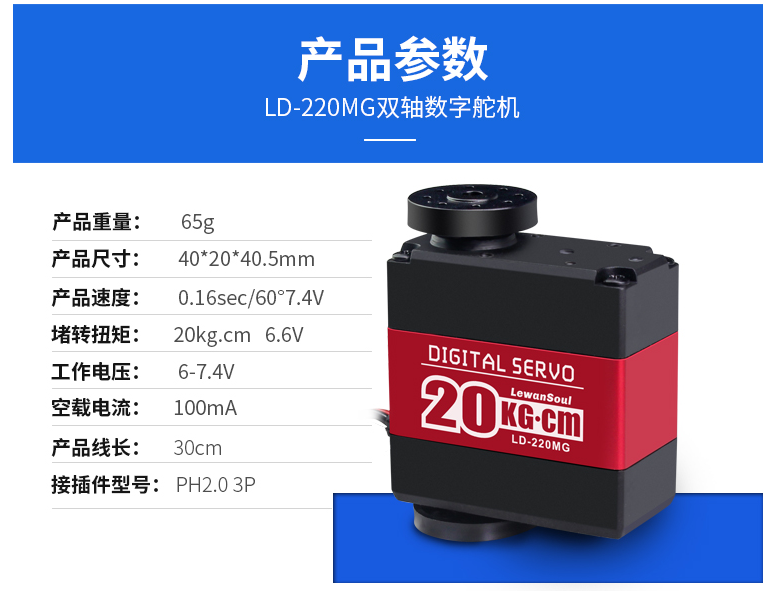 产品参数
LD-220MG双轴数字舵机
产品重量： 65g
产品尺寸： 40*20*40.5mm
产品速度： 0.16sec/60°7.4V
堵转扭矩： 20kg.cm 6.6V
工作电压： 6-7.4V
空载电流： 100mA
产品线长： 30cm
接插件型号： PH2.0 3P
DIGITAL SERVO
LewanSoul
20KG·cm
LD-220MG